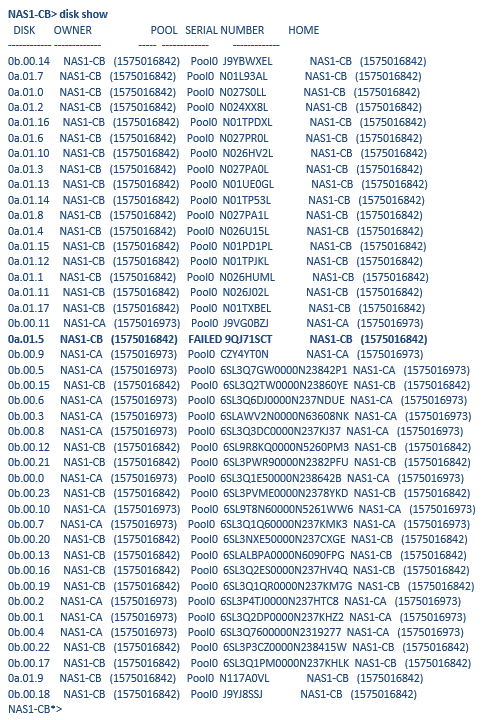 NAS1-CB> disk show
DISK OWNER POOL SERIAL NUMBER HOME
------------ ------------- ----- ------------- -------------
0b.00.14 NAS1-CB (1575016842) Pool0 J9YBWXEL NAS1-CB (1575016842)
0a.01.7 NAS1-CB (1575016842) Pool0 N01L93AL NAS1-CB (1575016842)
0a.01.0 NAS1-CB (1575016842) Pool0 N027S0LL NAS1-CB (1575016842)
0a.01.2 NAS1-CB (1575016842) Pool0 N024XX8L NAS1-CB (1575016842)
0a.01.16 NAS1-CB (1575016842) Pool0 N01TPDXL NAS1-CB (1575016842)
0a.01.6 NAS1-CB (1575016842) Pool0 N027PR0L NAS1-CB (1575016842)
0a.01.10 NAS1-CB (1575016842) Pool0 N026HV2L NAS1-CB (1575016842)
0a.01.3 NAS1-CB (1575016842) Pool0 N027PA0L NAS1-CB (1575016842)
0a.01.13 NAS1-CB (1575016842) Pool0 N01UE0GL NAS1-CB (1575016842)
0a.01.14 NAS1-CB (1575016842) Pool0 N01TP53L NAS1-CB (1575016842)
0a.01.8 NAS1-CB (1575016842) Pool0 N027PA1L NAS1-CB (1575016842)
0a.01.4 NAS1-CB (1575016842) Pool0 N026U15L NAS1-CB (1575016842)
0a.01.15 NAS1-CB (1575016842) Pool0 N01PD1PL NAS1-CB (1575016842)
0a.01.12 NAS1-CB (1575016842) Pool0 N01TPJKL NAS1-CB (1575016842)
0a.01.1 NAS1-CB (1575016842) Pool0 N026HUML NAS1-CB (1575016842)
0a.01.11 NAS1-CB (1575016842) Pool0 N026J02L NAS1-CB (1575016842)
0a.01.17 NAS1-CB (1575016842) Pool0 N01TXBEL NAS1-CB (1575016842)
0b.00.11 NAS1-CA (1575016973) Pool0 J9VG0BZJ NAS1-CA (1575016973)
0a.01.5 NAS1-CB (1575016842) FAILED 9QJ71SCT NAS1-CB (1575016842)
0b.00.9 NAS1-CA (1575016973) Pool0 CZY4YT0N NAS1-CA (1575016973)
0b.00.5 NAS1-CA (1575016973) Pool0 6SL3Q7GW0000N23842P1 NAS1-CA (1575016973)
0b.00.15 NAS1-CB (1575016842) Pool0 6SL3Q2TW0000N23860YE NAS1-CB (1575016842)
0b.00.6 NAS1-CA (1575016973) Pool0 6SL3Q6DJ0000N237NDUE NAS1-CA (1575016973)
0b.00.3 NAS1-CA (1575016973) Pool0 6SLAWV2N0000N63608NK NAS1-CA (1575016973)
0b.00.8 NAS1-CA (1575016973) Pool0 6SL3Q3DC0000N237KJ37 NAS1-CA (1575016973)
0b.00.12 NAS1-CB (1575016842) Pool0 6SL9R8KQ0000N5260PM3 NAS1-CB (1575016842)
0b.00.21 NAS1-CB (1575016842) Pool0 6SL3PWR90000N2382PFU NAS1-CB (1575016842)
0b.00.0 NAS1-CA (1575016973) Pool0 6SL3Q1E50000N238642B NAS1-CA (1575016973)
0b.00.23 NAS1-CB (1575016842) Pool0 6SL3PVME0000N2378YKD NAS1-CB (1575016842)
0b.00.10 NAS1-CA (1575016973) Pool0 6SL9T8N60000N5261WW6 NAS1-CA (1575016973)
0b.00.7 NAS1-CA (1575016973) Pool0 6SL3Q1Q60000N237KMK3 NAS1-CA (1575016973)
0b.00.20 NAS1-CB (1575016842) Pool0 6SL3NXE50000N237CXGE NAS1-CB (1575016842)
0b.00.13 NAS1-CB (1575016842) Pool0 6SLALBPA0000N6090FPG NAS1-CB (1575016842)
0b.00.16 NAS1-CB (1575016842) Pool0 6SL3Q2ES0000N237HV4Q NAS1-CB (1575016842)
0b.00.19 NAS1-CB (1575016842) Pool0 6SL3Q1QR0000N237KM7G NAS1-CB (1575016842)
0b.00.2 NAS1-CA (1575016973) Pool0 6SL3P4TJ0000N237HTC8 NAS1-CA (1575016973)
0b.00.1 NAS1-CA (1575016973) Pool0 6SL3Q2DP0000N237KHZ2 NAS1-CA (1575016973)
0b.00.4 NAS1-CA (1575016973) Pool0 6SL3Q7600000N2319277 NAS1-CA (1575016973)
0b.00.22 NAS1-CB (1575016842) Pool0 6SL3P3CZ0000N238415W NAS1-CB (1575016842)
0b.00.17 NAS1-CB (1575016842) Pool0 6SL3Q1PM0000N237KHLK NAS1-CB (1575016842)
0a.01.9 NAS1-CB (1575016842) Pool0 N117A0VL NAS1-CB (1575016842)
0b.00.18 NAS1-CB (1575016842) Pool0 J9YJ8SSJ NAS1-CB (1575016842)
NAS1-CB*>